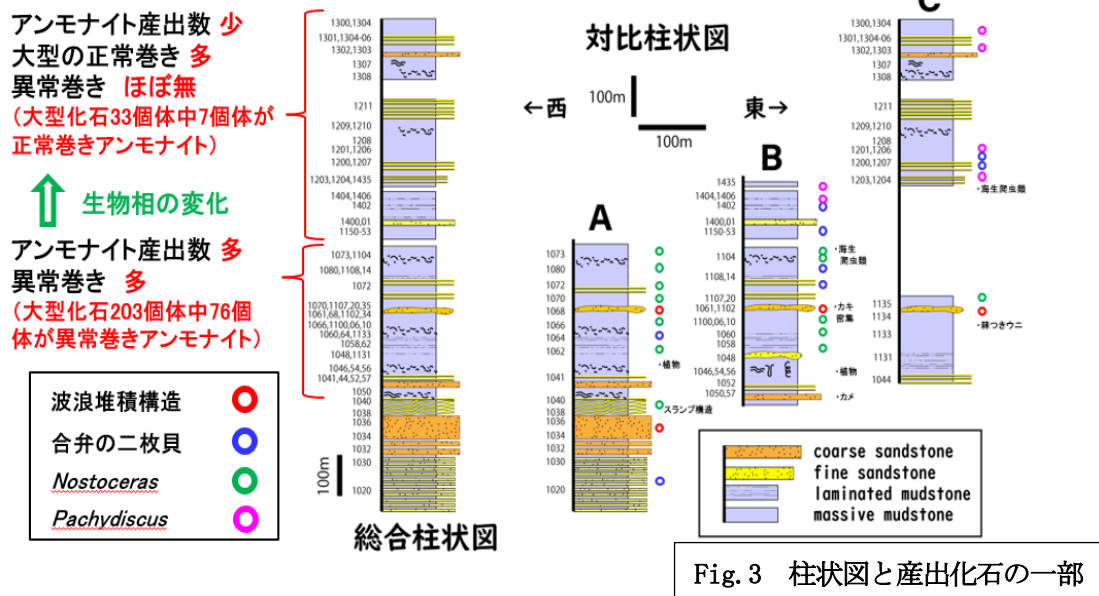 アンモナイト産出数 少
大型の正常巻き 多
異常巻き ほぼ無
(大型化石33個体中7個体が
正常巻きアンモナイト)
生物相の変化
アンモナイト産出数 多
異常巻き 多
(大型化石203個体中76個
体が異常巻きアンモナイト)
波浪堆積構造
合弁の二枚貝
Nostoceras
Pachydiscus
1300,1304
1301,1304-06
1302,1303
1307
1308
1211
1209,1210
1208
1201,1206
1200,1207
1203,1204,1435
1404,1406
1402
1400,01
1150-53
1073,1104
1080,1108,14
1072
1070,1107,20,35
1061,68,1102,34
1066,1100,06,10
1060,64,1133
1058,62
1048,1131
1046,54,56
1041,44,52,57
1050
1040
1038
1036
1034
1032
1030
1020
100m
総合柱状図
対比柱状図
100m
100m
←西
東→
A
1073
1080
1072
1070
1068
1066
1064
1062
・植物
1041
1040
1038
スランプ構造
1036
1034
1032
1030
1020
B
1435
1404,1406
1402
1400,01
1150-53
・海生
爬虫類
1104
1108,14
1107,20
1061,1102
・カキ
密集
1100,06,10
1060
1058
1048
1046,54,56
・植物
1052
1050,57
・カメ
C
1300,1304
1301,1304-06
1302,1303
1307
1308
1211
1209,1210
1208
1201,1206
1200,1207
1203,1204
・海生爬虫類
1135
1134
・棘つきウニ
1133
1131
1044
coarse sandstone
fine sandstone
laminated mudstone
massive mudstone
Fig.3 柱状図と産出化石の一部